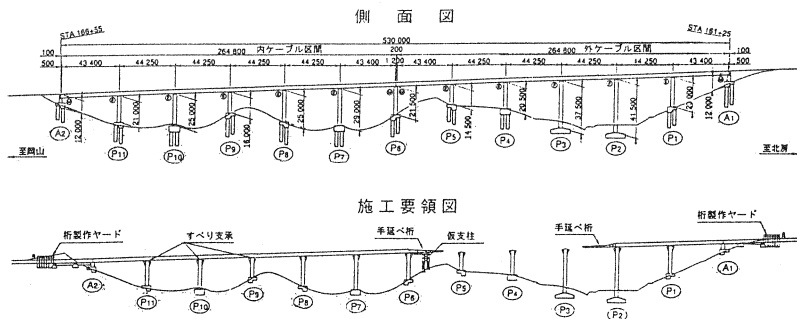 側面図
STA 166+55
STA 161+25
530 000
100 264 800 内ケーブル区間 200 264 800 外ケーブル区間 100
500 43 400 44 250 44 250 44 250 44 250 43 400 1 200 43 400 44 250 44 250 44 250 44 250 43 400 500
12 000 21 000 24 000 16 000 25 000 29 000 21 500 14 500 20 500 37 500 41 500 23 000 12 000
A2 P11 P10 P9 P8 P7 P6 P5 P4 P3 P2 P1 A1
至岡山
至北房
施工要領図
桁製作ヤード すべり支承 手延べ桁 仮支柱 手延べ桁 桁製作ヤード
A2 P11 P10 P9 P8 P7 P6 P5 P4 P3 P2 P1 A1